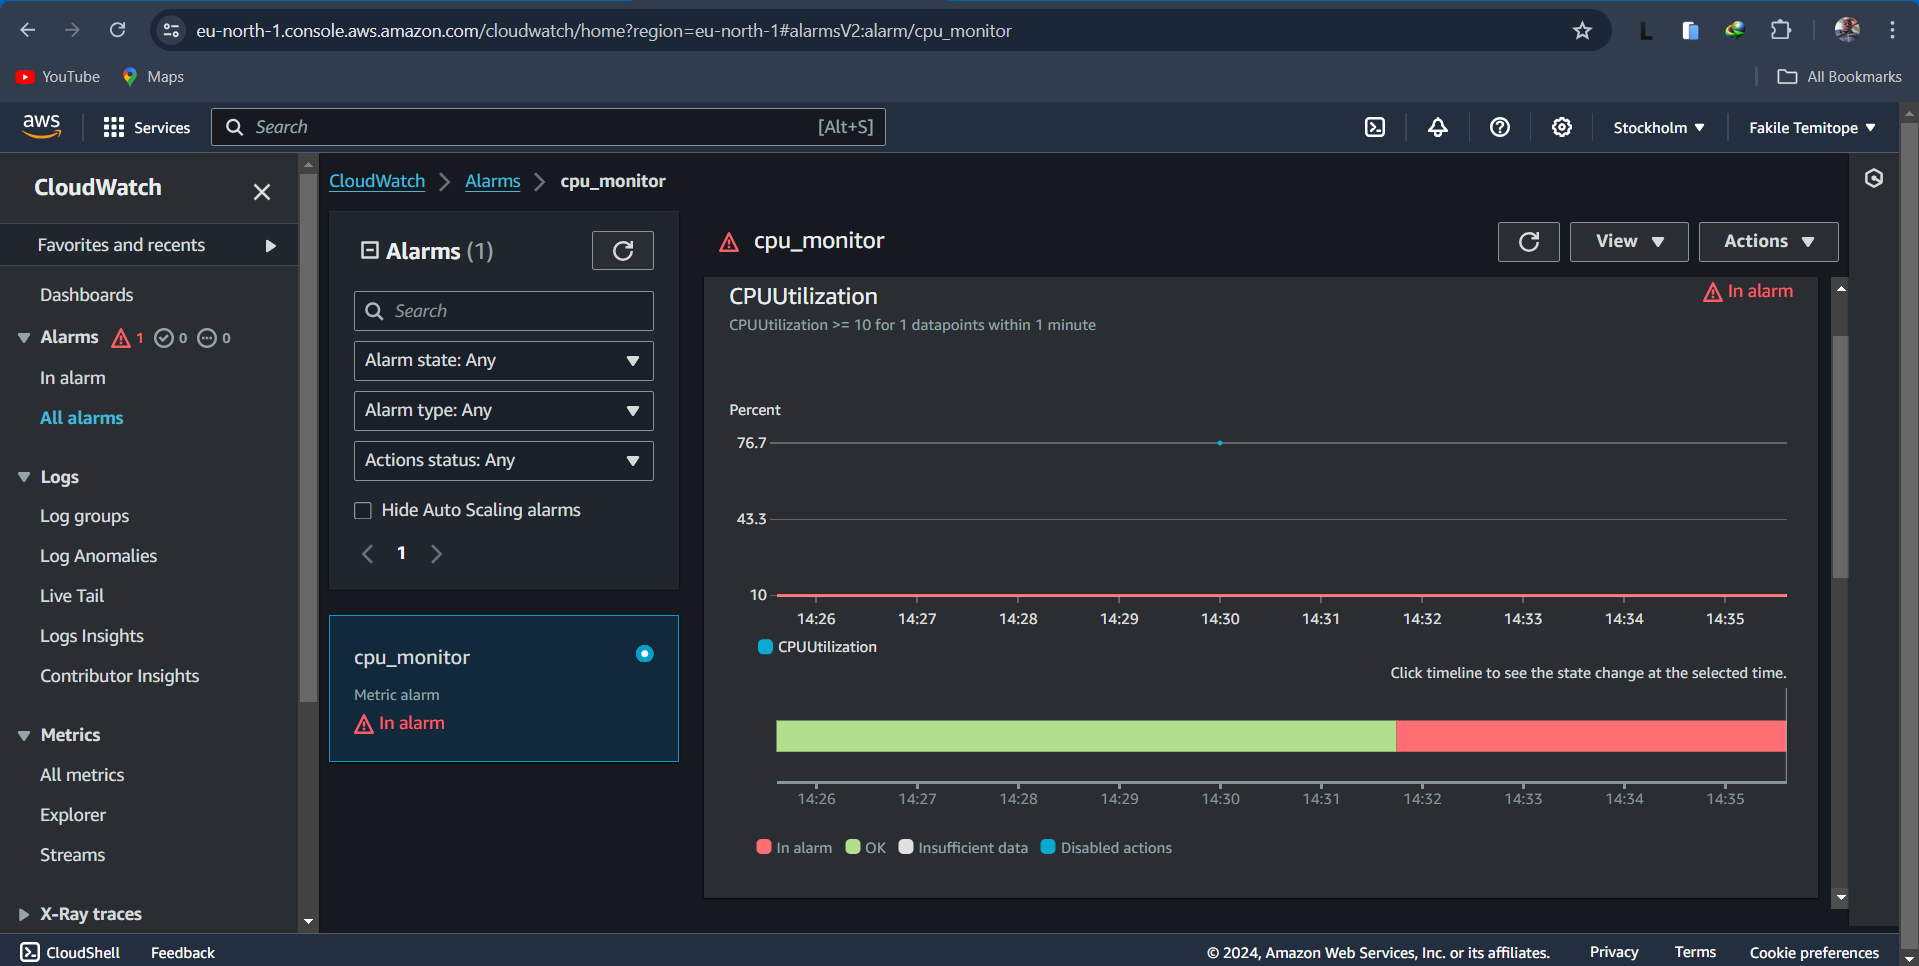 eu-north-1.console.aws.amazon.com/cloudwatch/home?region=eu-north-1#alarmsV2:alarm/cpu_monitor
L
YouTube
Maps
All Bookmarks
aws
Services
Search
[Alt+S]
Stockholm
Fakile Temitope
CloudWatch
Favorites and recents
Dashboards
Alarms 1 0 0
In alarm
All alarms
Logs
Log groups
Log Anomalies
Live Tail
Logs Insights
Contributor Insights
Metrics
All metrics
Explorer
Streams
X-Ray traces
CloudWatch
Alarms
cpu_monitor
Alarms (1)
Search
Alarm state: Any
Alarm type: Any
Actions status: Any
Hide Auto Scaling alarms
1
cpu_monitor
Metric alarm
In alarm
cpu_monitor
View
Actions
CPUUtilization
In alarm
CPUUtilization >= 10 for 1 datapoints within 1 minute
Percent
76.7
43.3
10
14:26 14:27 14:28 14:29 14:30 14:31 14:32 14:33 14:34 14:35
CPUUtilization
Click timeline to see the state change at the selected time.
14:26 14:27 14:28 14:29 14:30 14:31 14:32 14:33 14:34 14:35
In alarm OK Insufficient data Disabled actions
CloudShell
Feedback
© 2024, Amazon Web Services, Inc. or its affiliates.
Privacy
Terms
Cookie preferences